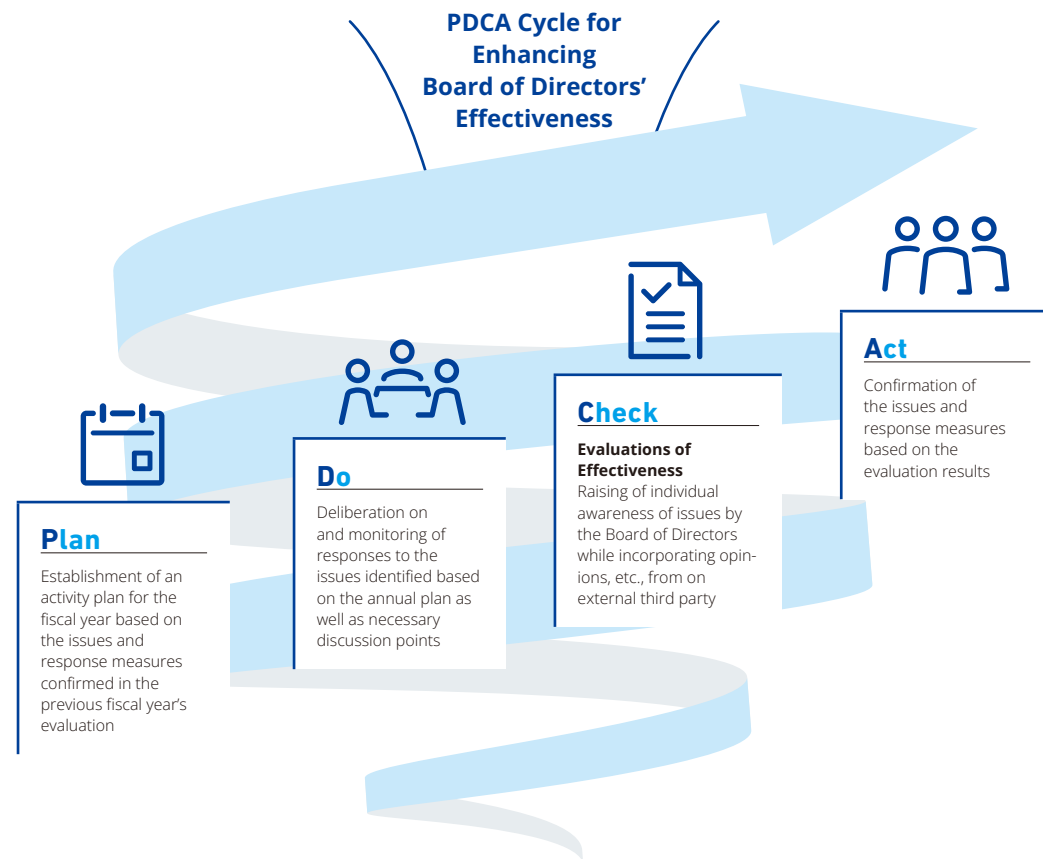 PDCA Cycle for
Enhancing
Board of Directors’
Effectiveness
Plan
Establishment of an
activity plan for the
fiscal year based on
the issues and
response measures
confirmed in the
previous fiscal year’s
evaluation
Do
Deliberation on
and monitoring of
responses to the
issues identified based
on the annual plan as
well as necessary
discussion points
Check
Evaluations of
Effectiveness
Raising of individual
awareness of issues by
the Board of Directors
while incorporating opin-
ions, etc., from on
external third party
Act
Confirmation of
the issues and
response measures
based on the
evaluation results